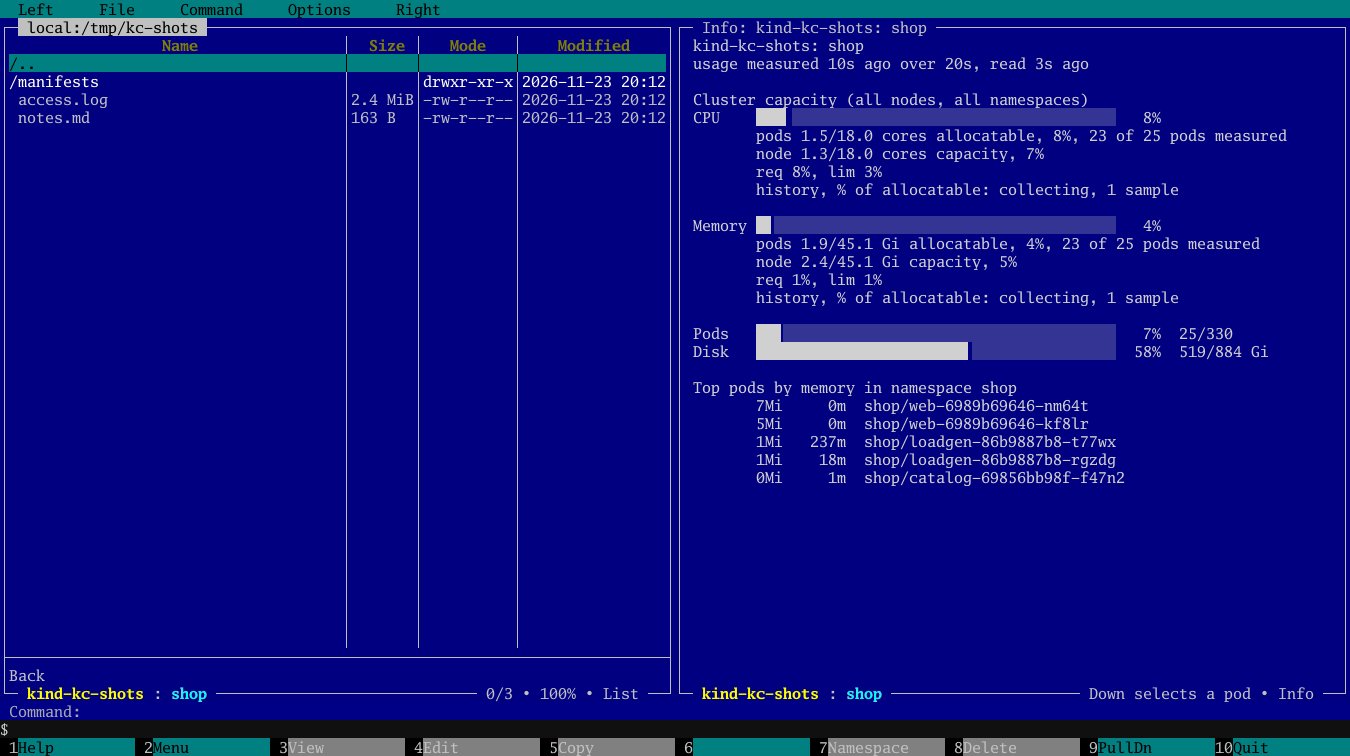 Left File Command Options Right
local:/tmp/kc-shots
Name Size Mode Modified
/..
/manifests drwxr-xr-x 2026-11-23 20:12
access.log 2.4 MiB -rw-r--r-- 2026-11-23 20:12
notes.md 163 B -rw-r--r-- 2026-11-23 20:12
Back
kind-kc-shots : shop 0/3 • 100% • List
Info: kind-kc-shots: shop
kind-kc-shots: shop
usage measured 10s ago over 20s, read 3s ago
Cluster capacity (all nodes, all namespaces)
CPU 8%
pods 1.5/18.0 cores allocatable, 8%, 23 of 25 pods measured
node 1.3/18.0 cores capacity, 7%
req 8%, lim 3%
history, % of allocatable: collecting, 1 sample
Memory 4%
pods 1.9/45.1 Gi allocatable, 4%, 23 of 25 pods measured
node 2.4/45.1 Gi capacity, 5%
req 1%, lim 1%
history, % of allocatable: collecting, 1 sample
Pods 7% 25/330
Disk 58% 519/884 Gi
Top pods by memory in namespace shop
7Mi 0m shop/web-6989b69646-nm64t
5Mi 0m shop/web-6989b69646-kf8lr
1Mi 237m shop/loadgen-86b9887b8-t77wx
1Mi 18m shop/loadgen-86b9887b8-rgzdg
0Mi 1m shop/catalog-69856bb98f-f47n2
kind-kc-shots : shop Down selects a pod • Info
Command:
$
1Help 2Menu 3View 4Edit 5Copy 6 7Namespace 8Delete 9PullDn 10Quit